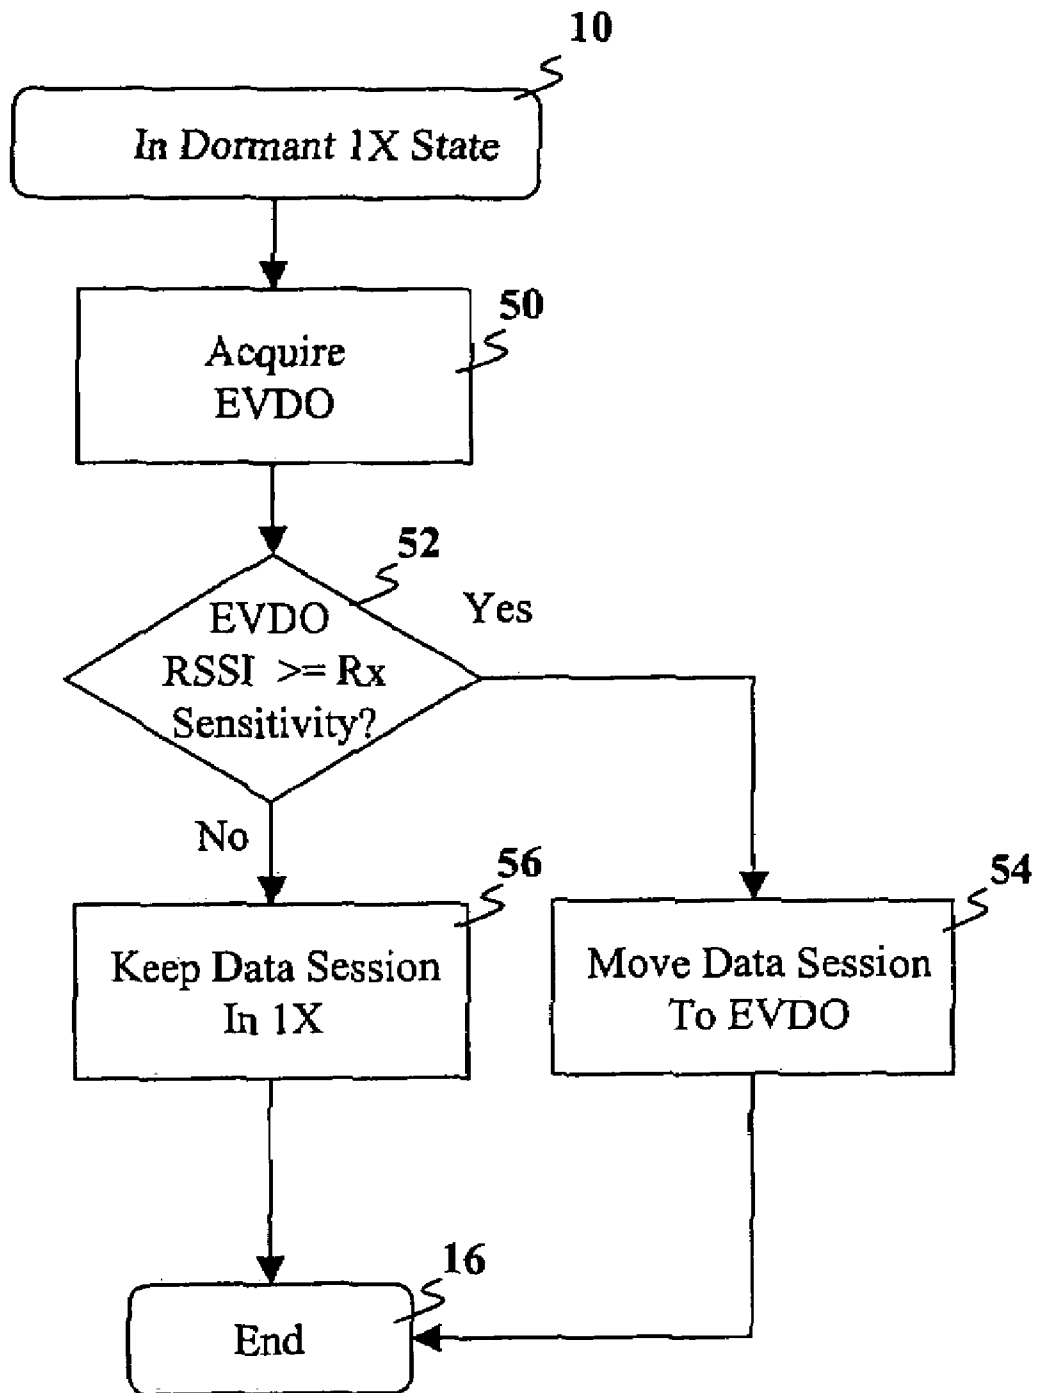 10
In Dormant 1X State
50
Acquire
EVDO
52
EVDO
RSSI >= Rx
Sensitivity?
Yes
No
56
Keep Data Session
In 1X
54
Move Data Session
To EVDO
16
End